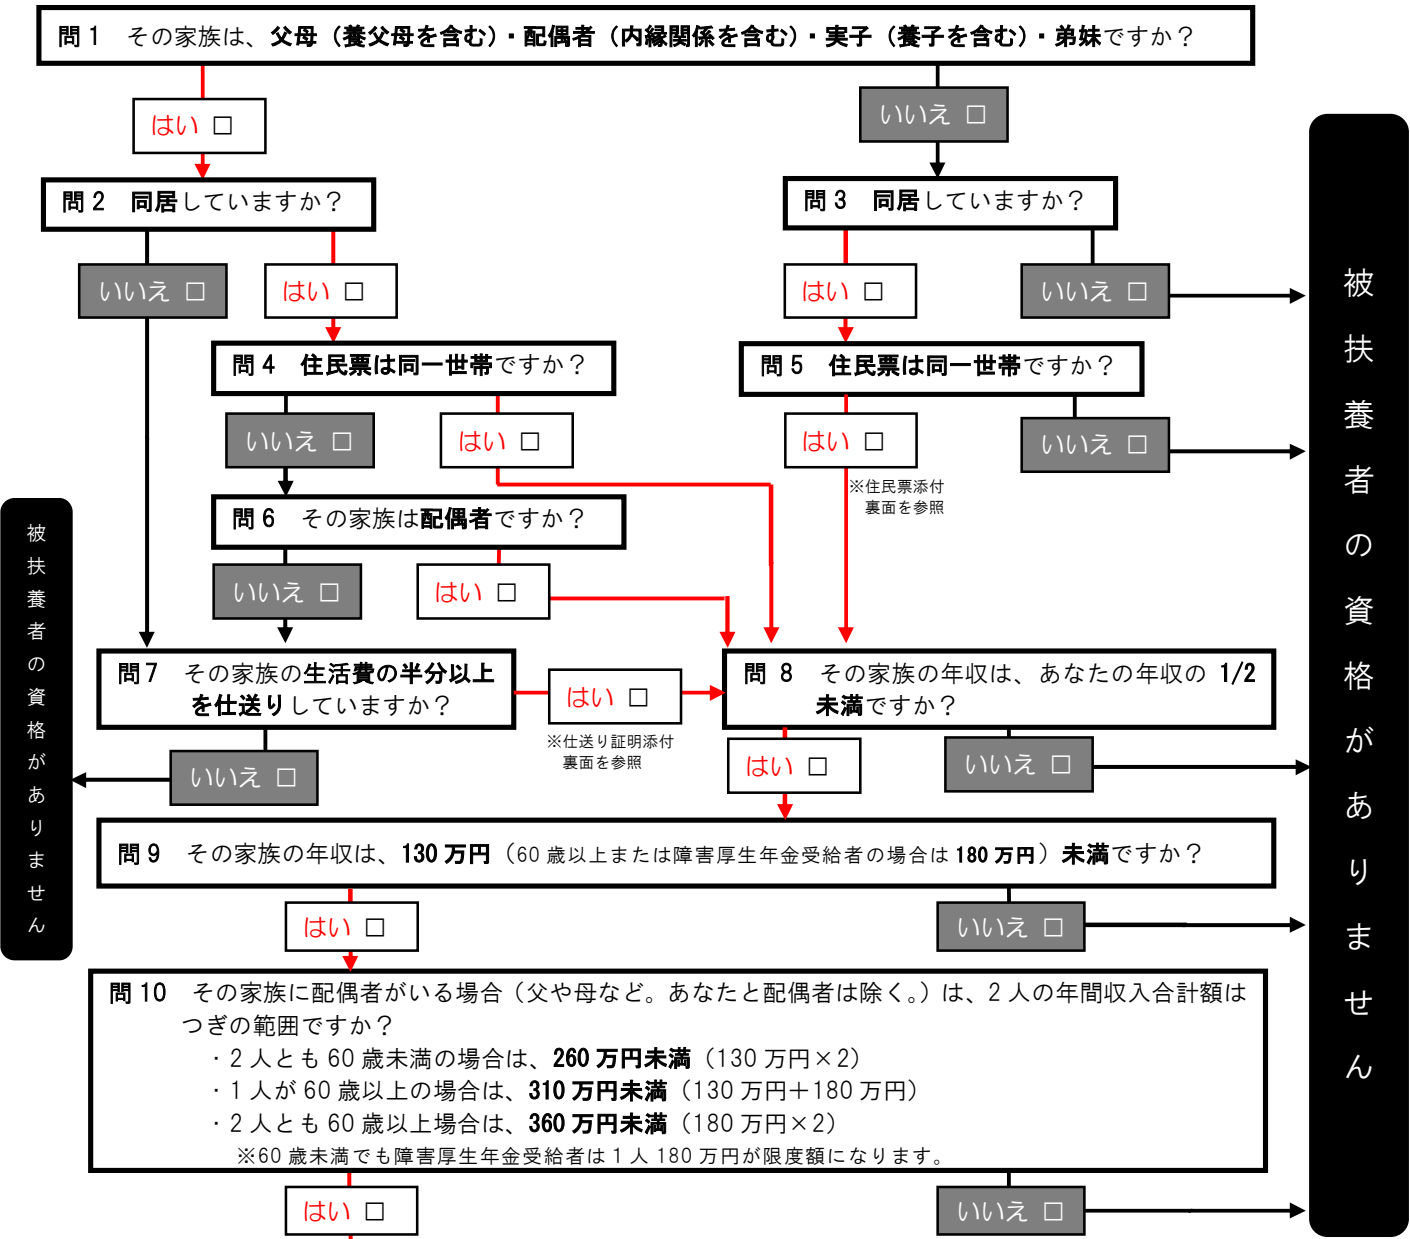 問1 その家族は、父母（養父母を含む）・配偶者（内縁関係を含む）・実子（養子を含む）・弟妹ですか？
はい □
いいえ □
問2 同居していますか？
問3 同居していますか？
いいえ □
はい □
はい □
いいえ □
問4 住民票は同一世帯ですか？
問5 住民票は同一世帯ですか？
いいえ □
はい □
はい □
いいえ □
※住民票添付
裏面を参照
問6 その家族は配偶者ですか？
いいえ □
はい □
問7 その家族の生活費の半分以上
を仕送りしていますか？
はい □
※仕送り証明添付
裏面を参照
いいえ □
問 8 その家族の年収は、あなたの年収の 1/2
未満ですか？
はい □
いいえ □
問9 その家族の年収は、130 万円（60 歳以上または障害厚生年金受給者の場合は 180 万円）未満ですか？
はい □
いいえ □
問10 その家族に配偶者がいる場合（父や母など。あなたと配偶者は除く。）は、2 人の年間収入合計額は
つぎの範囲ですか？
・2 人とも 60 歳未満の場合は、260 万円未満（130 万円×2）
・1 人が 60 歳以上の場合は、310 万円未満（130 万円＋180 万円）
・2 人とも 60 歳以上場合は、360 万円未満（180 万円×2）
※60 歳未満でも障害厚生年金受給者は 1 人 180 万円が限度額になります。
はい □
いいえ □
被扶養者の資格がありません
被扶養者の資格がありません